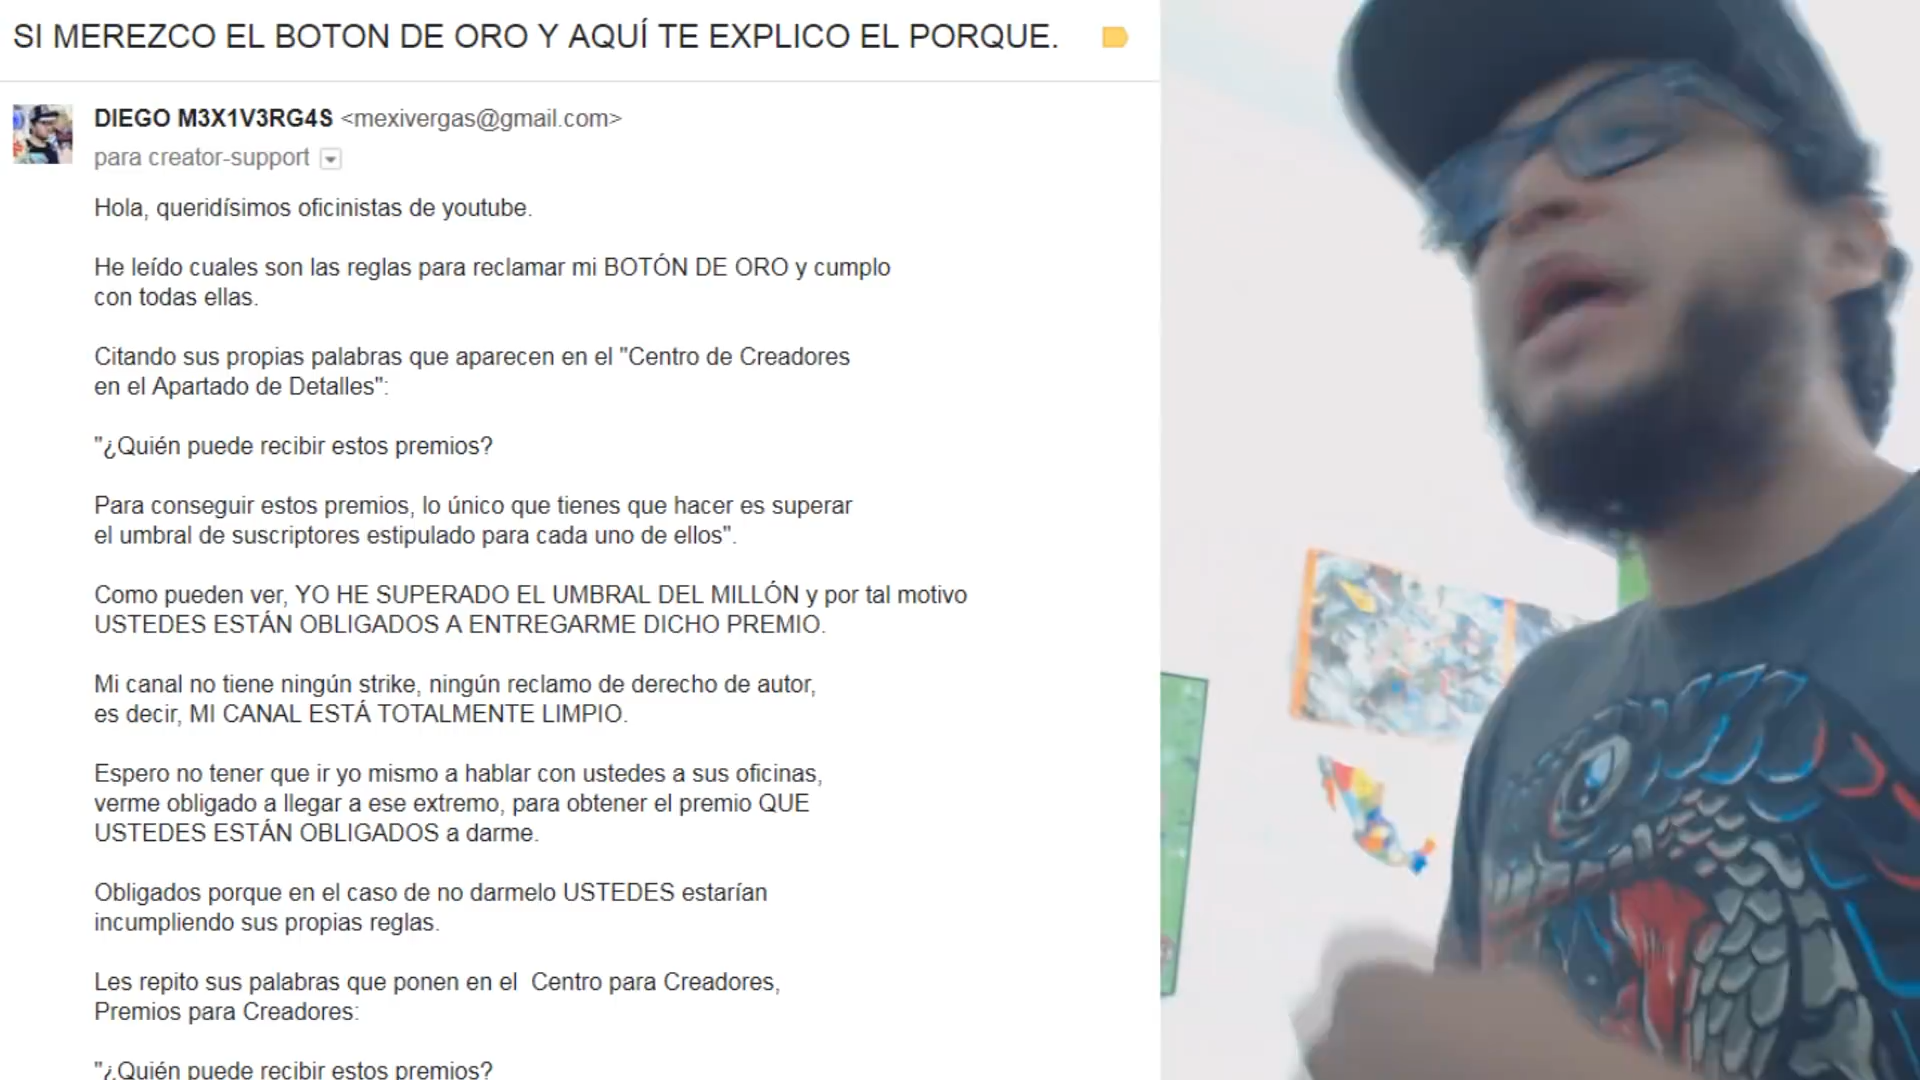 SI MEREZCO EL BOTON DE ORO Y AQUÍ TE EXPLICO EL PORQUE.
DIEGO M3X1V3RG4S <mexivergas@gmail.com>
para creator-support
Hola, queridísimos oficinistas de youtube.
He leído cuales son las reglas para reclamar mi BOTÓN DE ORO y cumplo
con todas ellas.
Citando sus propias palabras que aparecen en el "Centro de Creadores
en el Apartado de Detalles":
"¿Quién puede recibir estos premios?
Para conseguir estos premios, lo único que tienes que hacer es superar
el umbral de suscriptores estipulado para cada uno de ellos".
Como pueden ver, YO HE SUPERADO EL UMBRAL DEL MILLÓN y por tal motivo
USTEDES ESTÁN OBLIGADOS A ENTREGARME DICHO PREMIO.
Mi canal no tiene ningún strike, ningún reclamo de derecho de autor,
es decir, MI CANAL ESTÁ TOTALMENTE LIMPIO.
Espero no tener que ir yo mismo a hablar con ustedes a sus oficinas,
verme obligado a llegar a ese extremo, para obtener el premio QUE
USTEDES ESTÁN OBLIGADOS a darme.
Obligados porque en el caso de no darmelo USTEDES estarían
incumpliendo sus propias reglas.
Les repito sus palabras que ponen en el  Centro para Creadores,
Premios para Creadores:
"¿Quién puede recibir estos premios?